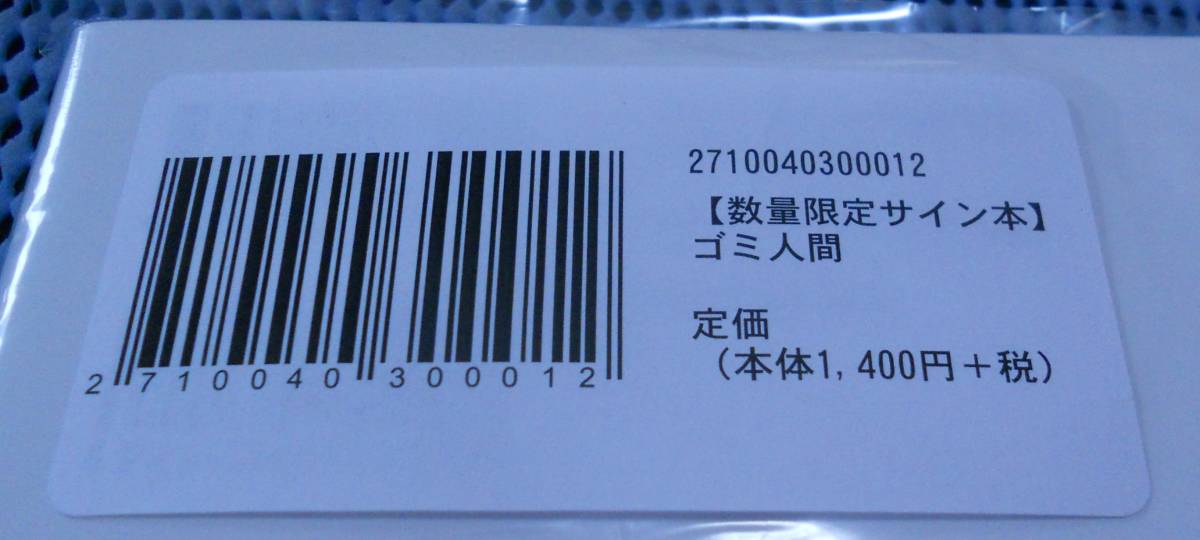 2710040300012
【数量限定サイン本】
ゴミ人間
定価
（本体1,400円＋税）
2 710040 300012